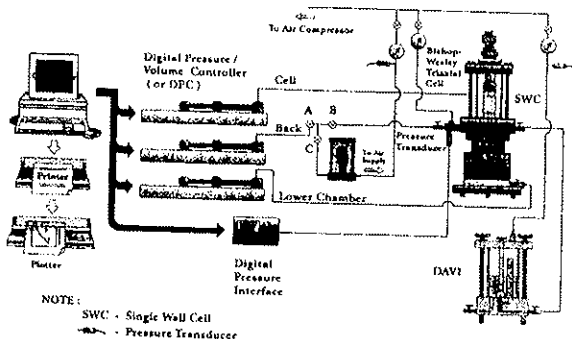 To Air Compressor
Digital Pressure /
Volume Controller
(or DPC)
Bishop-
Wesley
Triaxial
Cell
Cell
SWC
A
B
Back
C
To Air
Supply
Pressure
Transducer
Printer
Lower Chamber
Plotter
Digital
Pressure
Interface
DAVI
NOTE :
SWC - Single Wall Cell
- Pressure Transducer